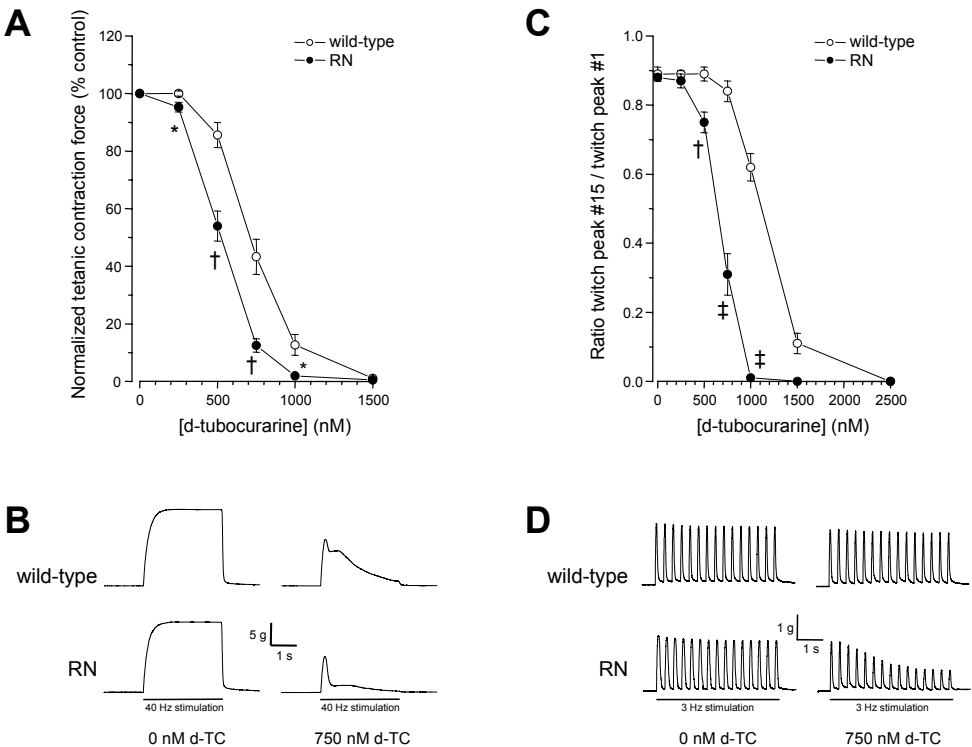 A
120
100
80
60
40
20
0
0
500
1000
1500
Normalized tetanic contraction force (% control)
[d-tubocurarine] (nM)
wild-type
RN
*
†
†
*
C
1.0
0.8
0.6
0.4
0.2
0.0
0
500
1000
1500
2000
2500
Ratio twitch peak #15 / twitch peak #1
[d-tubocurarine] (nM)
wild-type
RN
†
‡
‡
B
wild-type
RN
5 g
1 s
40 Hz stimulation
40 Hz stimulation
0 nM d-TC
750 nM d-TC
D
wild-type
RN
1 g
1 s
3 Hz stimulation
3 Hz stimulation
0 nM d-TC
750 nM d-TC